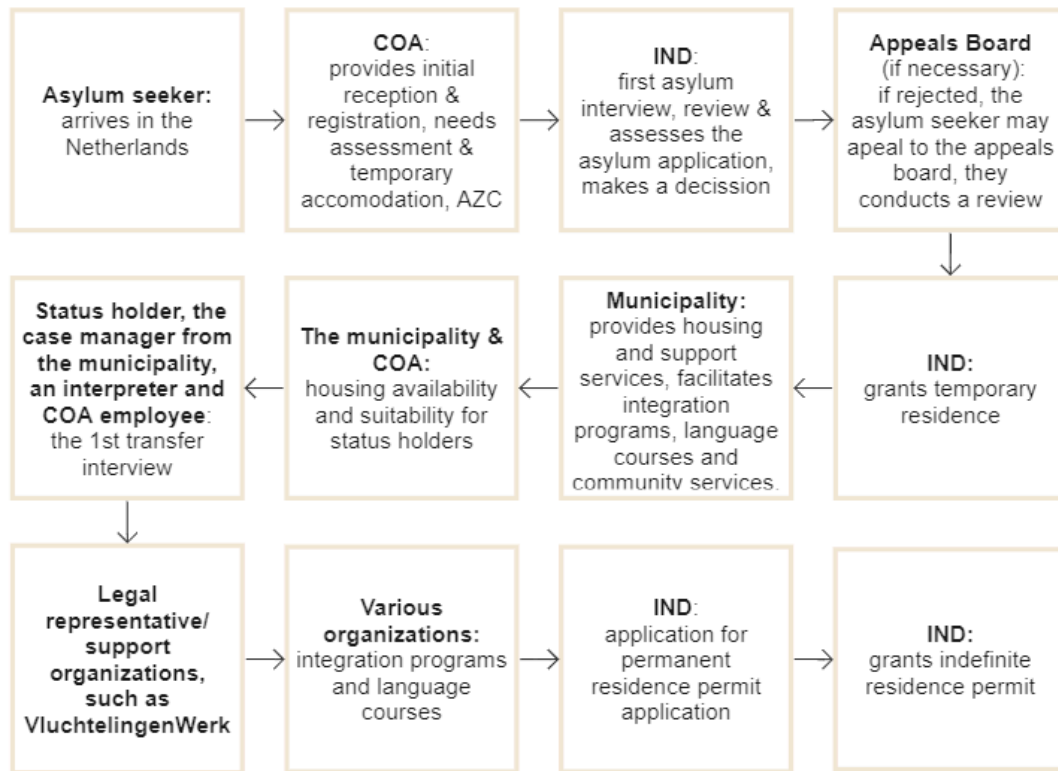 Asylum seeker:
arrives in the
Netherlands
COA:
provides initial
reception &
registration, needs
assessment &
temporary
accomodation, AZC
IND:
first asylum
interview, review &
assesses the
asylum application,
makes a decission
Appeals Board
(if necessary):
if rejected, the
asylum seeker may
apeal to the appeals
board, they
conducts a review
Status holder, the
case manager from
the municipality,
an interpreter and
COA employee:
the 1st transfer
interview
The municipality &
COA:
housing availability
and suitability for
status holders
Municipality:
provides housing
and support
services, facilitates
integration
programs, language
courses and
community services.
IND:
grants temporary
residence
Legal
representative/
support
organizations,
such as
VluchtelingenWerk
Various
organizations:
integration programs
and language
courses
IND:
application for
permanent
residence permit
application
IND:
grants indefinite
residence permit